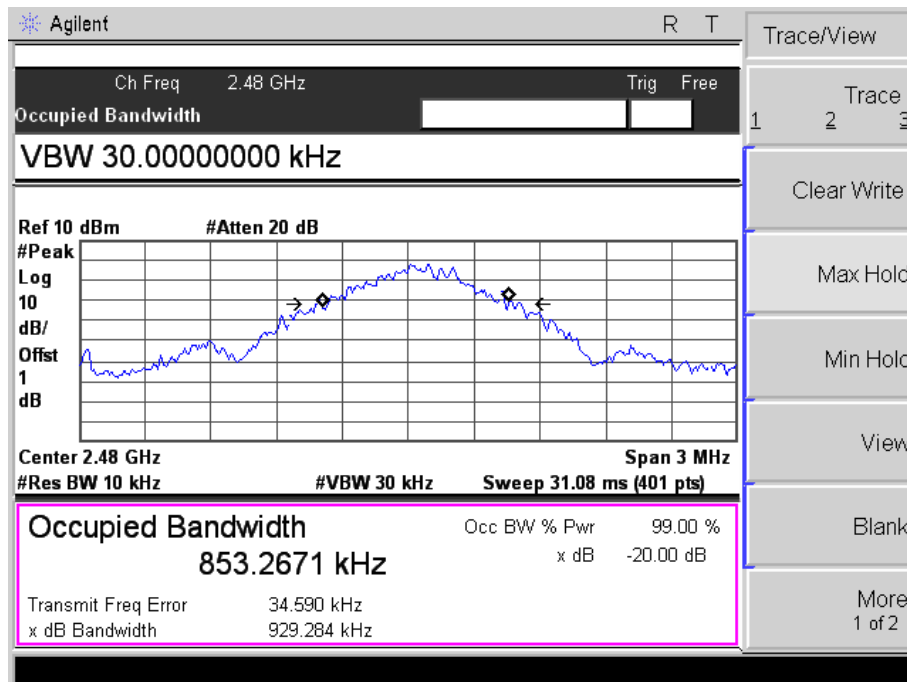 Agilent R T
Ch Freq 2.48 GHz Trig Free
Occupied Bandwidth
VBW 30.00000000 kHz
Ref 10 dBm #Atten 20 dB
#Peak
Log
10
dB/
Offst
1
dB
Center 2.48 GHz Span 3 MHz
#Res BW 10 kHz #VBW 30 kHz Sweep 31.08 ms (401 pts)
Occupied Bandwidth
853.2671 kHz
Occ BW % Pwr 99.00 %
x dB -20.00 dB
Transmit Freq Error 34.590 kHz
x dB Bandwidth 929.284 kHz
Trace/View
Trace
1 2 3
Clear Write
Max Hold
Min Hold
View
Blank
More
1 of 2